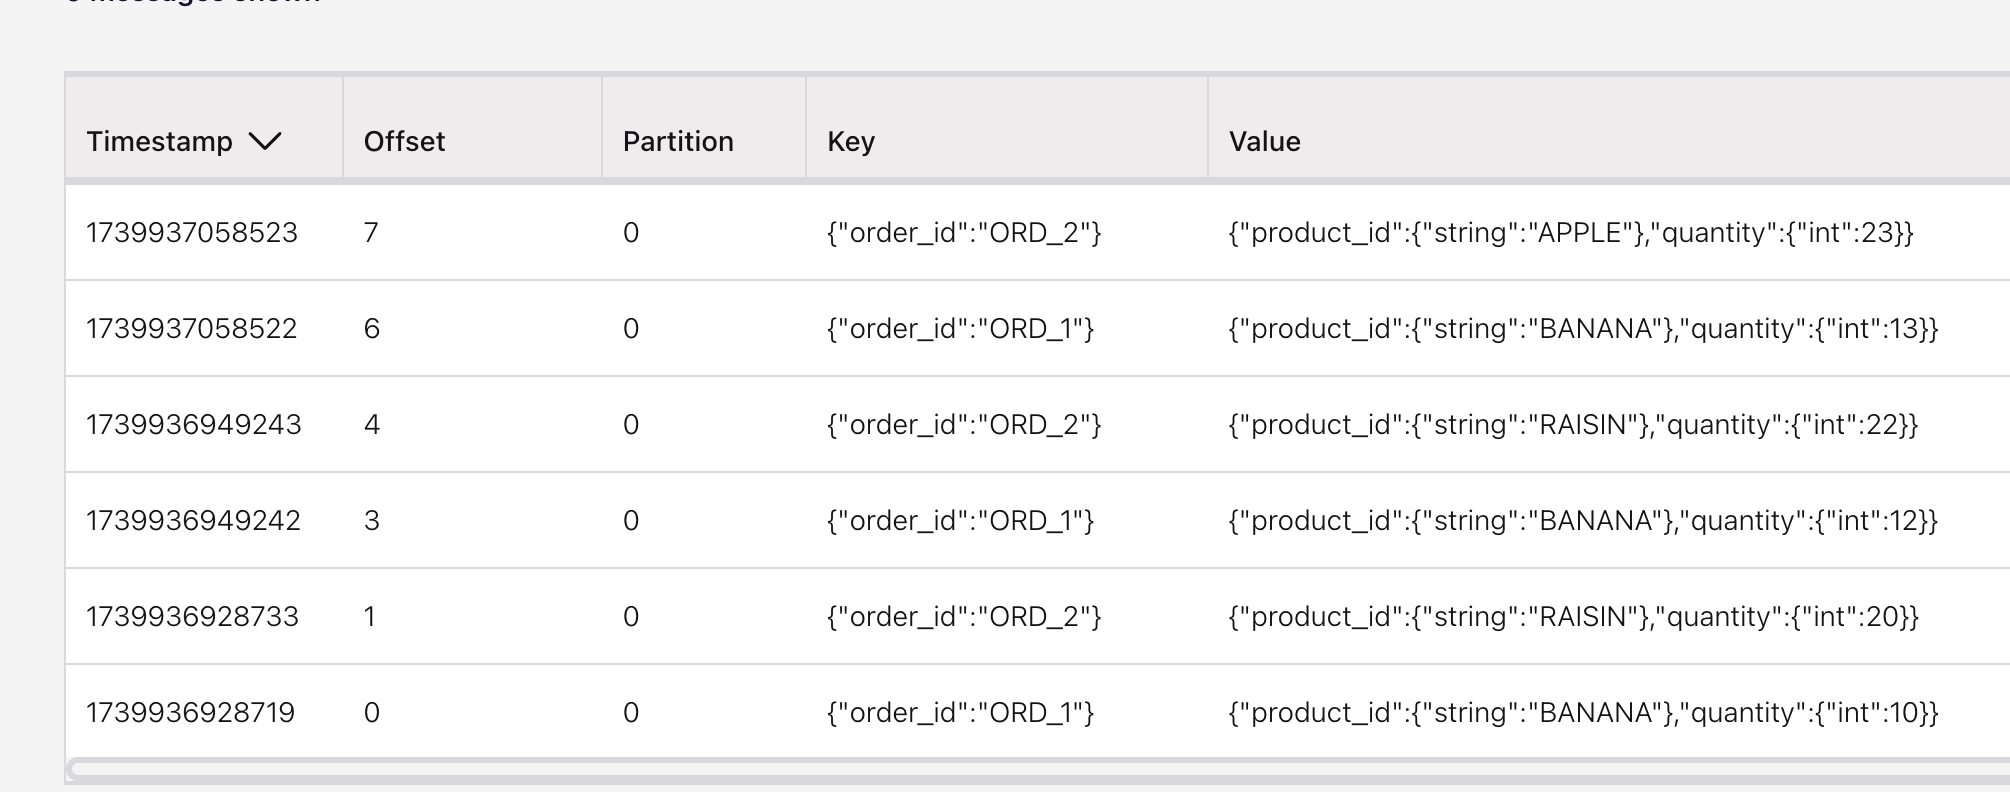 messages shown
Timestamp Offset Partition Key Value
1739937058523 7 0 {"order_id":"ORD_2"} {"product_id":{"string":"APPLE"},"quantity":{"int":23}}
1739937058522 6 0 {"order_id":"ORD_1"} {"product_id":{"string":"BANANA"},"quantity":{"int":13}}
1739936949243 4 0 {"order_id":"ORD_2"} {"product_id":{"string":"RAISIN"},"quantity":{"int":22}}
1739936949242 3 0 {"order_id":"ORD_1"} {"product_id":{"string":"BANANA"},"quantity":{"int":12}}
1739936928733 1 0 {"order_id":"ORD_2"} {"product_id":{"string":"RAISIN"},"quantity":{"int":20}}
1739936928719 0 0 {"order_id":"ORD_1"} {"product_id":{"string":"BANANA"},"quantity":{"int":10}}